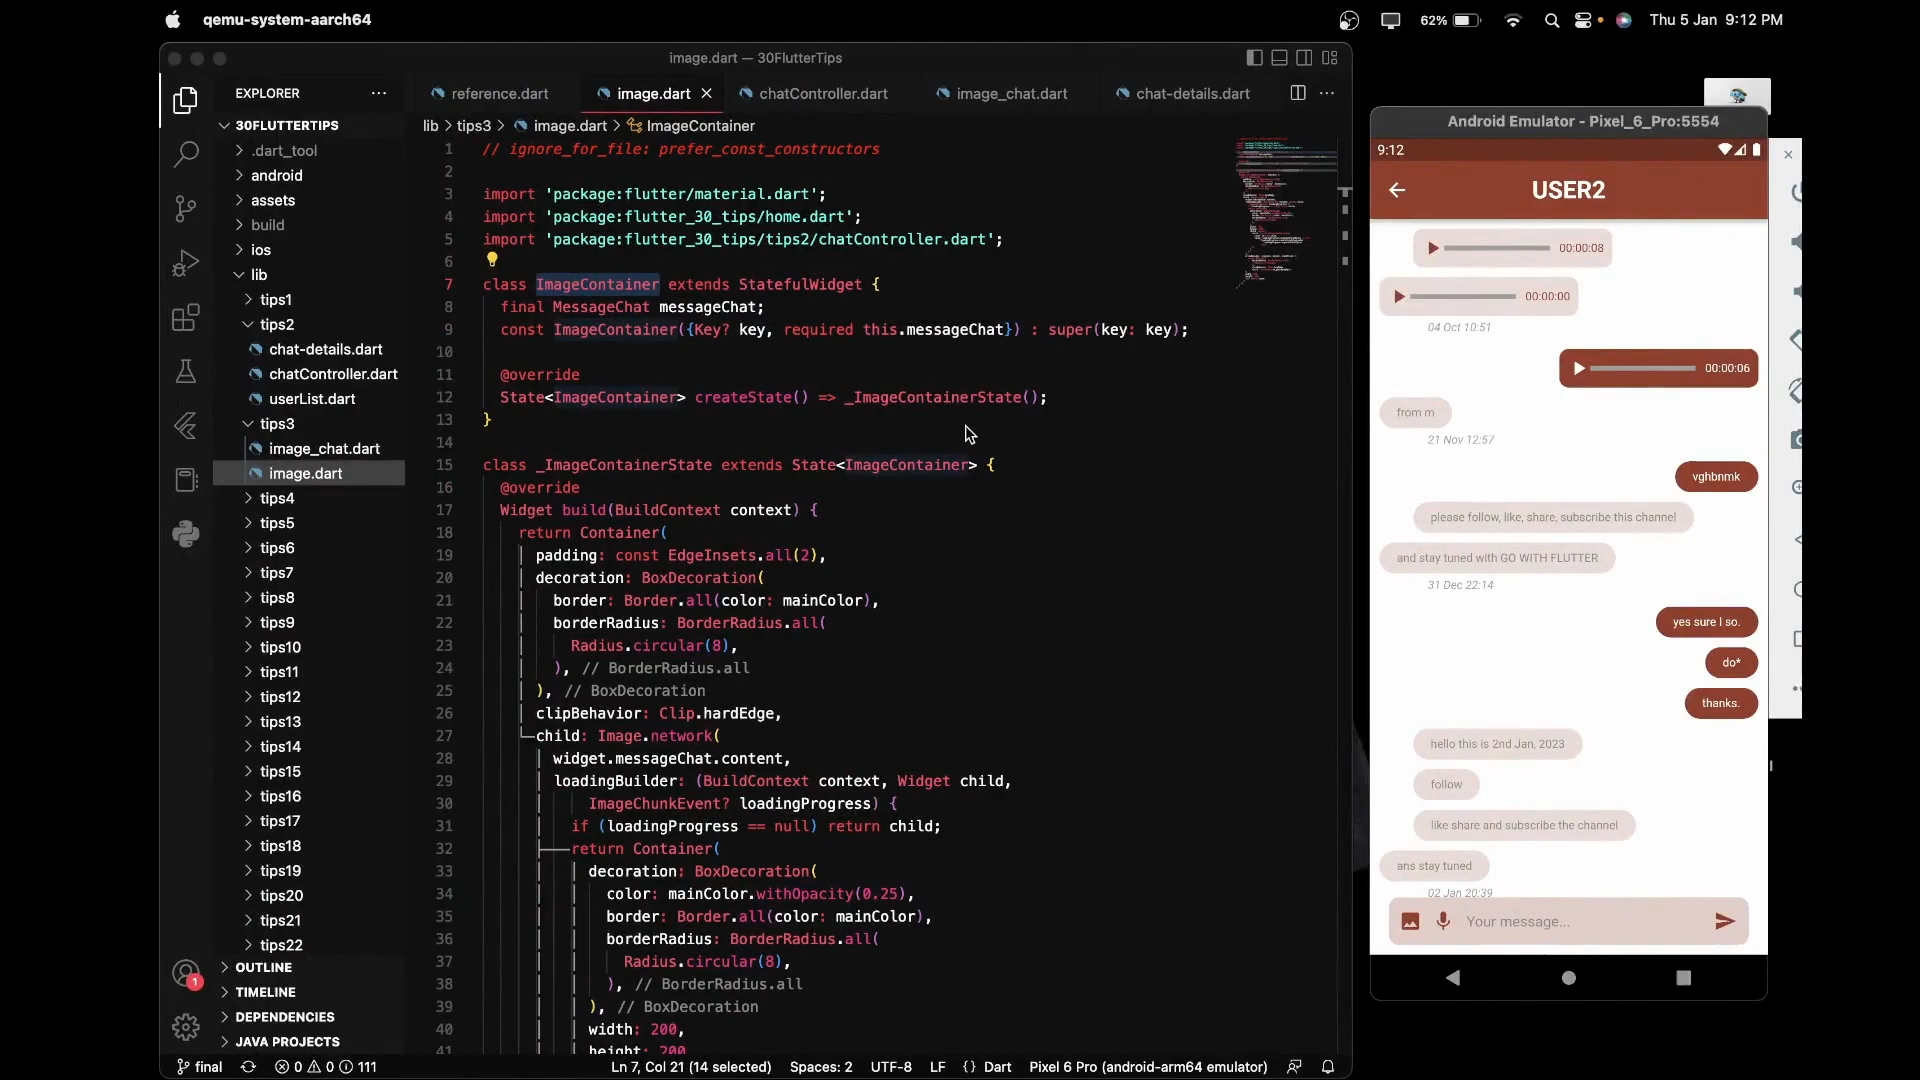 qemu-system-aarch64
62%
Thu 5 Jan 9:12 PM
image.dart — 30FlutterTips
EXPLORER
reference.dart
image.dart
chatController.dart
image_chat.dart
chat-details.dart
30FLUTTERTIPS
.dart_tool
android
assets
build
ios
lib
tips1
tips2
chat-details.dart
chatController.dart
userList.dart
tips3
image_chat.dart
image.dart
tips4
tips5
tips6
tips7
tips8
tips9
tips10
tips11
tips12
tips13
tips14
tips15
tips16
tips17
tips18
tips19
tips20
tips21
tips22
OUTLINE
TIMELINE
DEPENDENCIES
JAVA PROJECTS
1
lib > tips3 > image.dart > ImageContainer
1 // ignore_for_file: prefer_const_constructors
2
3 import 'package:flutter/material.dart';
4 import 'package:flutter_30_tips/home.dart';
5 import 'package:flutter_30_tips/tips2/chatController.dart';
6
7 class ImageContainer extends StatefulWidget {
8 final MessageChat messageChat;
9 const ImageContainer({Key? key, required this.messageChat}) : super(key: key);
10
11 @override
12 State<ImageContainer> createState() => _ImageContainerState();
13 }
14
15 class _ImageContainerState extends State<ImageContainer> {
16 @override
17 Widget build(BuildContext context) {
18 return Container(
19 padding: const EdgeInsets.all(2),
20 decoration: BoxDecoration(
21 border: Border.all(color: mainColor),
22 borderRadius: BorderRadius.all(
23 Radius.circular(8),
24 ), // BorderRadius.all
25 ), // BoxDecoration
26 clipBehavior: Clip.hardEdge,
27 child: Image.network(
28 widget.messageChat.content,
29 loadingBuilder: (BuildContext context, Widget child,
30 ImageChunkEvent? loadingProgress) {
31 if (loadingProgress == null) return child;
32 return Container(
33 decoration: BoxDecoration(
34 color: mainColor.withOpacity(0.25),
35 border: Border.all(color: mainColor),
36 borderRadius: BorderRadius.all(
37 Radius.circular(8),
38 ), // BorderRadius.all
39 ), // BoxDecoration
40 width: 200,
41 height: 200
final
0 0 111
Ln 7, Col 21 (14 selected)
Spaces: 2
UTF-8
LF
{} Dart
Pixel 6 Pro (android-arm64 emulator)
Android Emulator - Pixel_6_Pro:5554
9:12
USER2
00:00:08
00:00:00
04 Oct 10:51
00:00:06
from m
21 Nov 12:57
vghbnmk
please follow, like, share, subscribe this channel
and stay tuned with GO WITH FLUTTER
31 Dec 22:14
yes sure I so.
do*
thanks.
hello this is 2nd Jan, 2023
follow
like share and subscribe the channel
ans stay tuned
02 Jan 20:39
Your message...